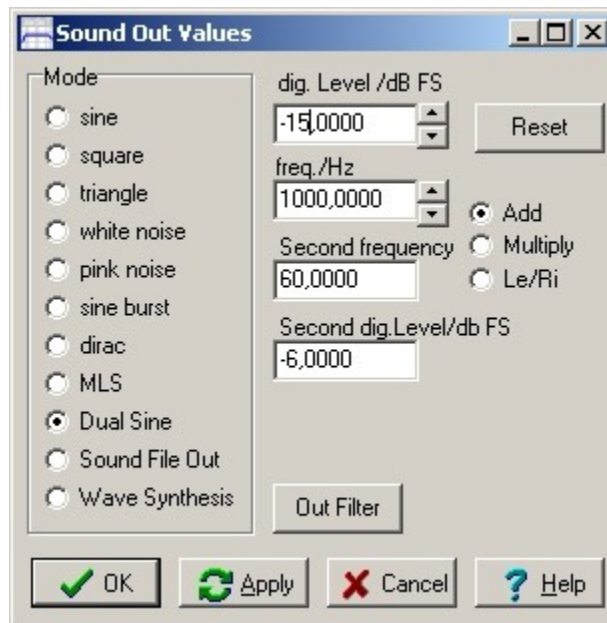 Sound Out Values
Mode
sine
square
triangle
white noise
pink noise
sine burst
dirac
MLS
Dual Sine
Sound File Out
Wave Synthesis
dig. Level /dB FS
-15,0000
Reset
freq./Hz
1000,0000
Add
Second frequency
Multiply
60,0000
Le/Ri
Second dig.Level/db FS
-6,0000
Out Filter
OK
Apply
Cancel
Help